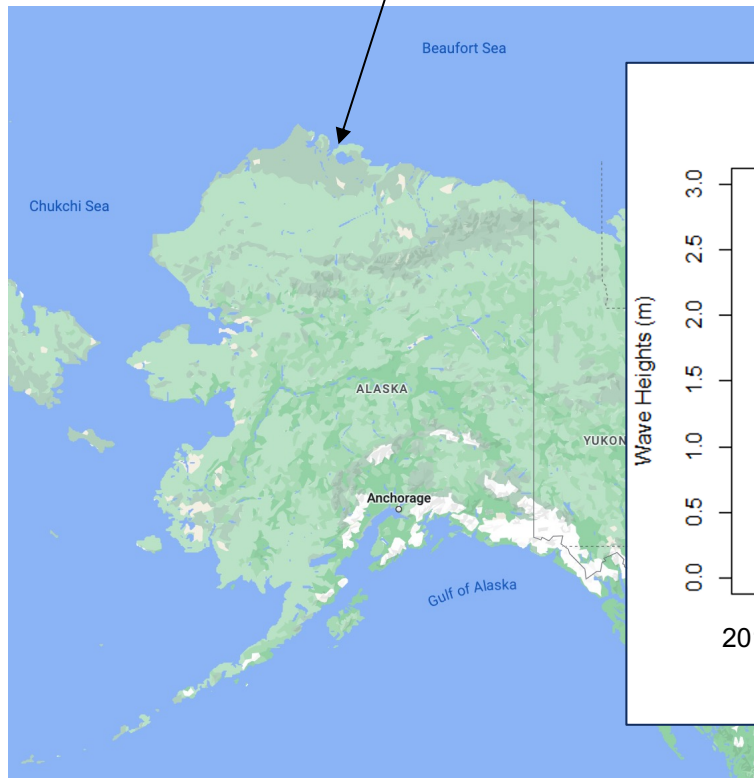 Beaufort Sea
Chukchi Sea
ALASKA
YUKON
Anchorage
Gulf of Alaska
Wave Heights (m)
3.0
2.5
2.0
1.5
1.0
0.5
0.0
20